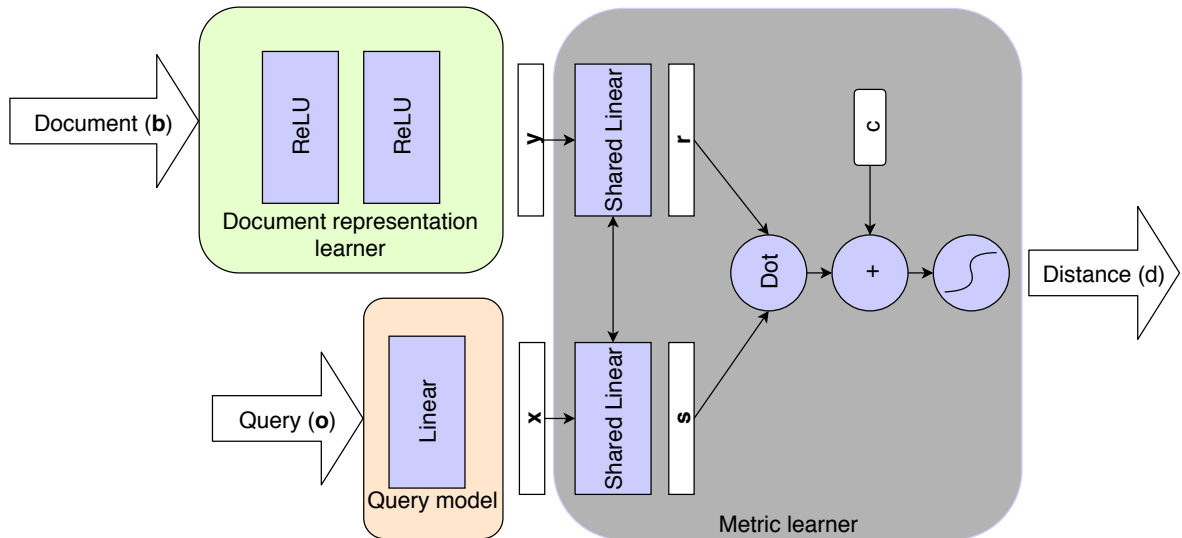 Document (b)
ReLU
ReLU
Document representation
learner
y
Shared Linear
r
c
Dot
+
Distance (d)
Query (o)
Linear
Query model
x
Shared Linear
s
Metric learner